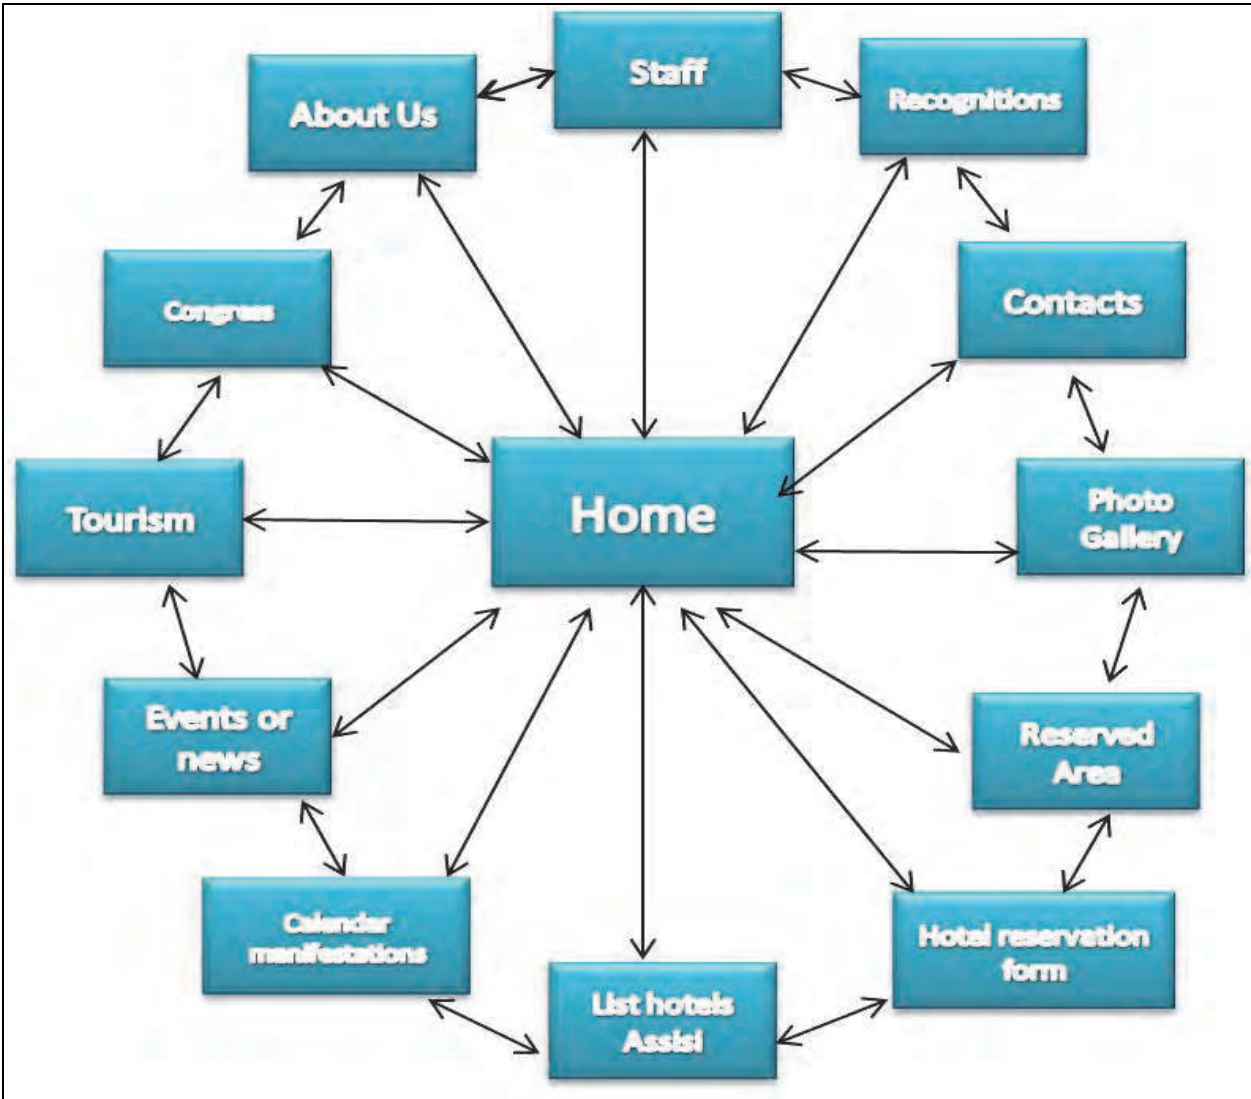 Staff
About Us
Recognitions
Congress
Contacts
Home
Tourism
Photo
Gallery
Events or
news
Reserved
Area
Calendar
manifestations
Hotel reservation
form
List hotels
Assisi